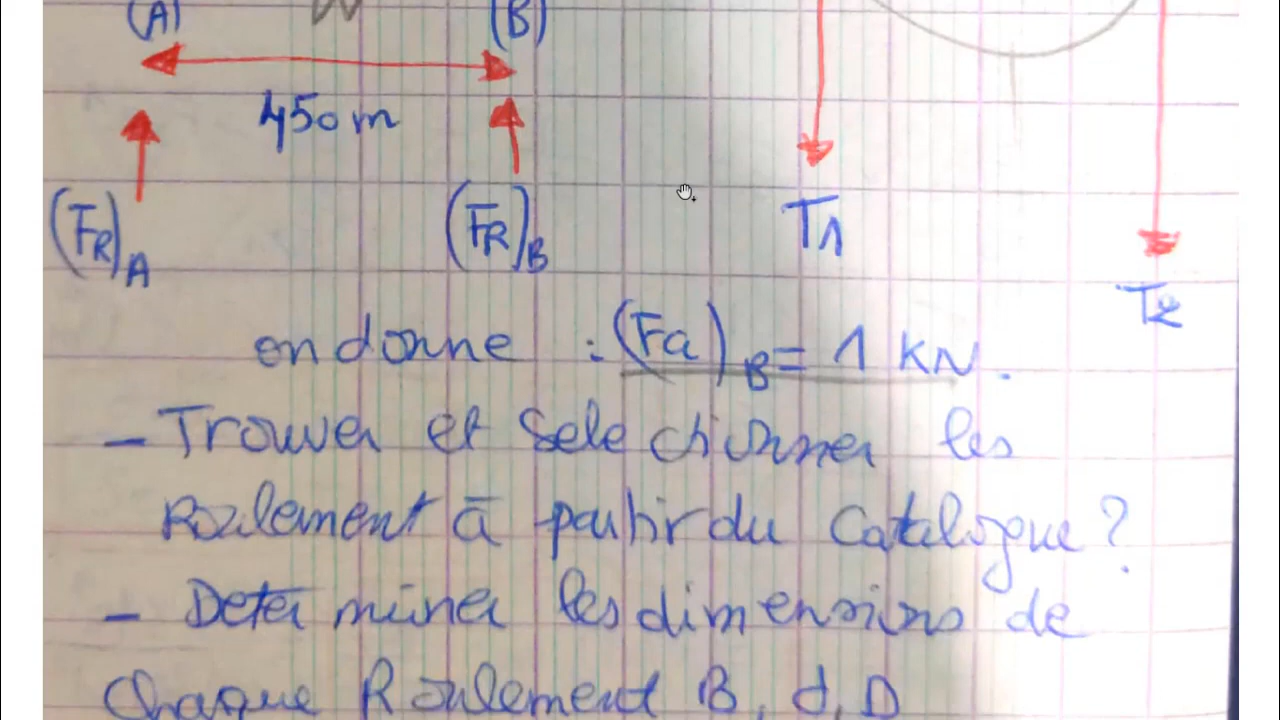 (A) (B)
450 m
(FR)A (FR)B T1
T2
on donne : (Fa)B = 1 KN.
- Trouver et Selectionner les
Roulement à partir du Catalogue ?
- Determiner les dimensions de
chaque Roulement B, d, D